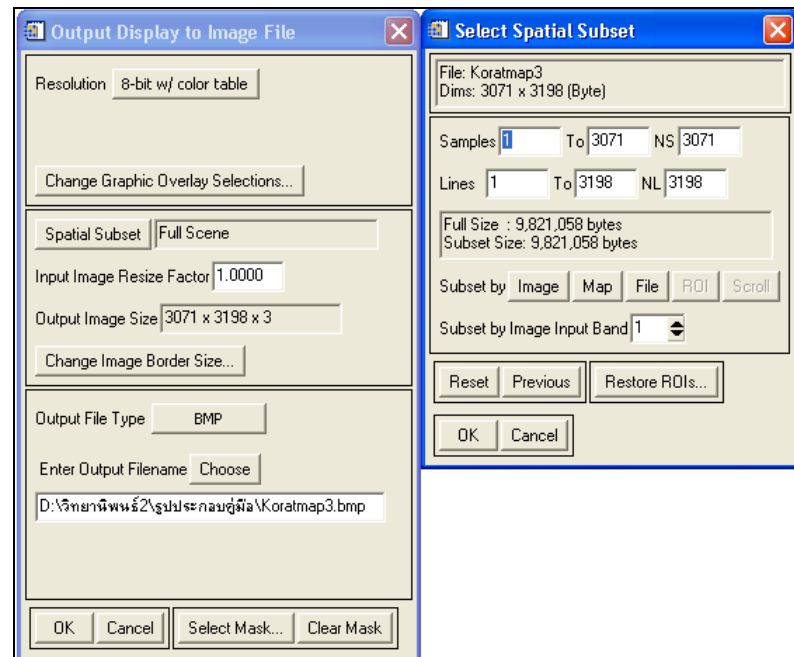 Output Display to Image File
Resolution 8-bit w/ color table
Change Graphic Overlay Selections...
Spatial Subset Full Scene
Input Image Resize Factor 1.0000
Output Image Size 3071 x 3198 x 3
Change Image Border Size...
Output File Type BMP
Enter Output Filename Choose
D:\วิทยานิพนธ์2\รูปประกอบคู่มือ\Koratmap3.bmp
OK Cancel Select Mask... Clear Mask
Select Spatial Subset
File: Koratmap3
Dims: 3071 x 3198 (Byte)
Samples 1 To 3071 NS 3071
Lines 1 To 3198 NL 3198
Full Size : 9,821,058 bytes
Subset Size: 9,821,058 bytes
Subset by Image Map File ROI Scroll
Subset by Image Input Band 1
Reset Previous Restore ROIs...
OK Cancel